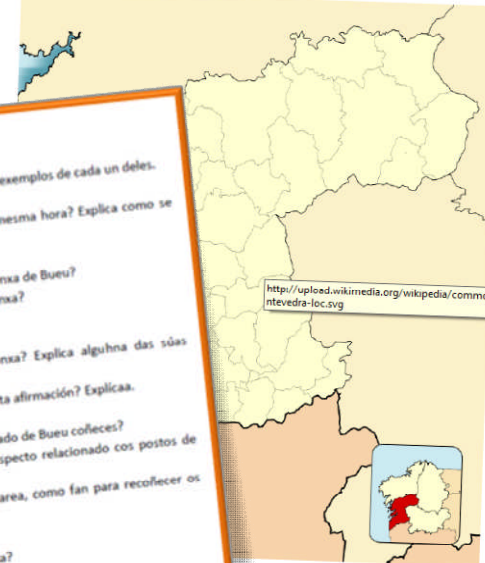 exemplos de cada un deles.
mesma hora? Explica como se
nxa de Bueu?
nxa?
nxa? Explica alguhna das súas
ta afirmación? Explicaa.
ado de Bueu coñeces?
specto relacionado cos postos de
area, como fan para recoñecer os
a?
http://upload.wikimedia.org/wikipedia/commo
ntevedra-loc.svg